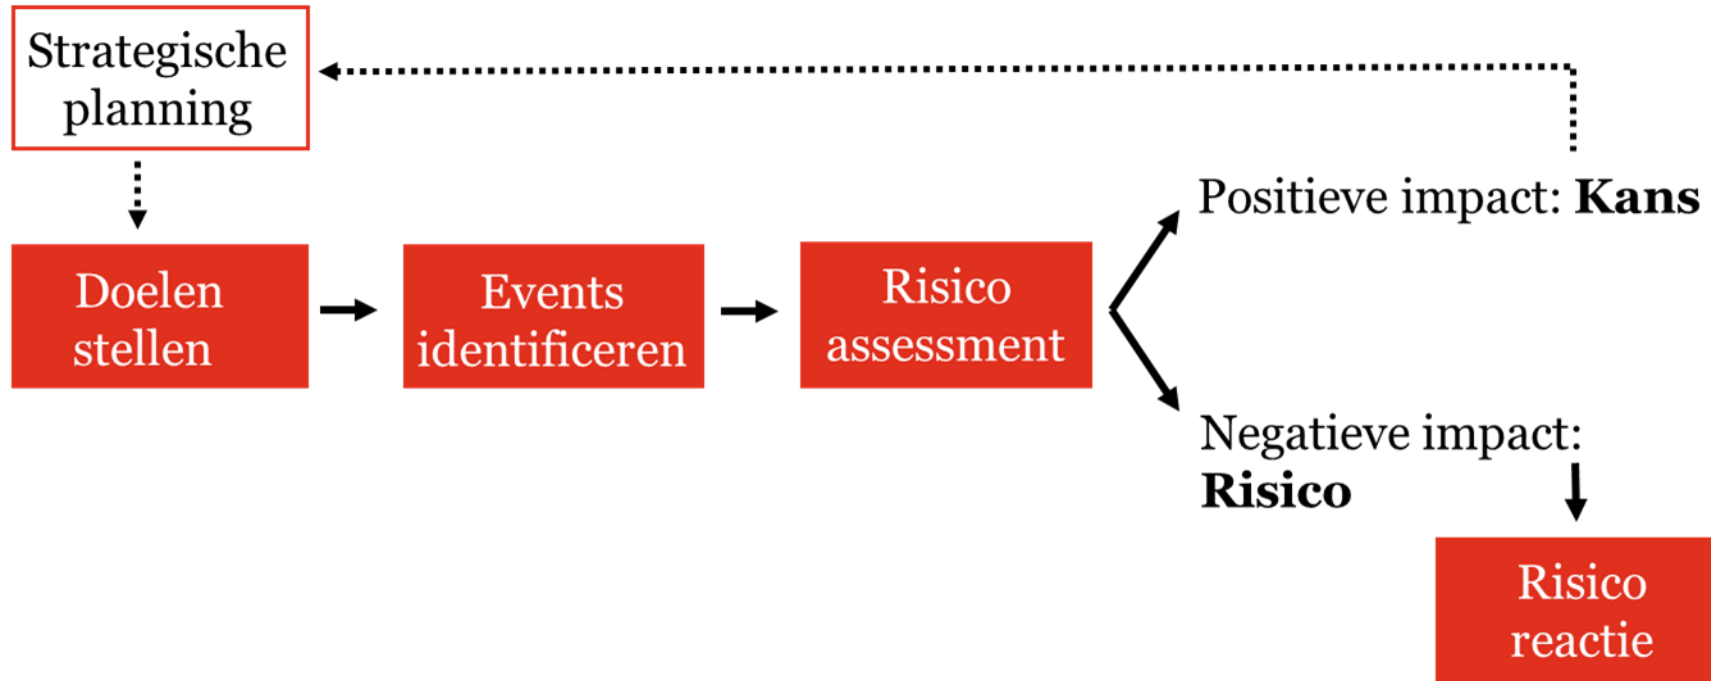 Strategische
planning
Positieve impact: Kans
Doelen
stellen
Events
identificeren
Risico
assessment
Negatieve impact:
Risico
Risico
reactie